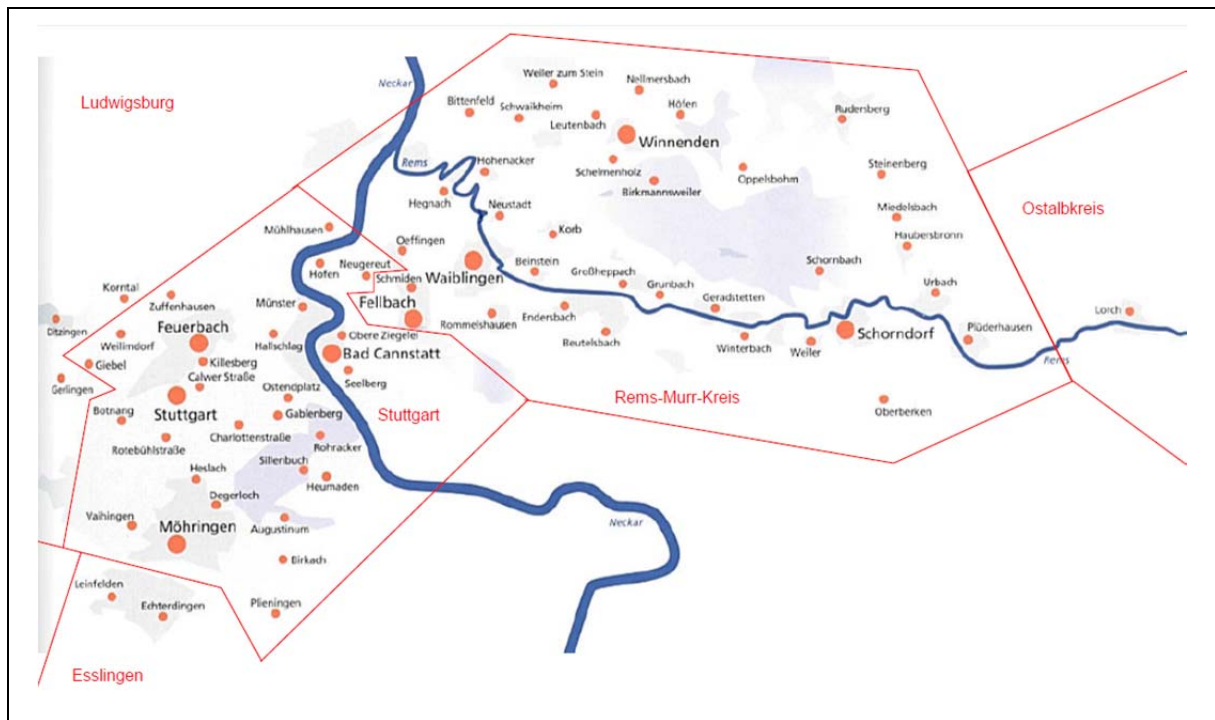 Weiler zum Stein
Nellmersbach
Neckar
Ludwigsburg
Bittenfeld
Schwaikheim
Höfen
Rudenberg
Leutenbach
Winnenden
Rems
Hohenacker
Schelmenholz
Steinenberg
Oppelsbohm
Birkmannsweiler
Hegnach
Neustadt
Miedelsbach
Ostalbkreis
Mühlhausen
Korb
Haubersbronn
Oeffingen
Hofen
Neugereut
Waiblingen
Beinstein
Großheppach
Schornbach
Schmiden
Grunbach
Urbach
Korntal
Zuffenhausen
Münster
Fellbach
Geradstetten
Lorch
Ditzingen
Feuerbach
Rommelshausen
Endersbach
Weilimdorf
Hallschlag
Obere Ziegelei
Beutelsbach
Schorndorf
Plüderhausen
Giebel
Killesberg
Bad Cannstatt
Winterbach
Weiler
Rems
Gerlingen
Calwer Straße
Seelberg
Ostendplatz
Stuttgart
Rems-Murr-Kreis
Botnang
Stuttgart
Gablenberg
Oberberken
Rotebühlstraße
Charlottenstraße
Rohracker
Heslach
Sillenbuch
Heumaden
Degerloch
Vaihingen
Möhringen
Augustinum
Neckar
Birkach
Leinfelden
Echterdingen
Plieningen
Esslingen